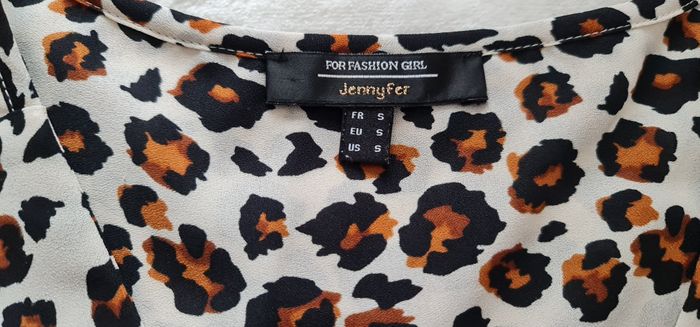 FOR FASHION GIRL
Jennyfer
FR S
EU S
US S